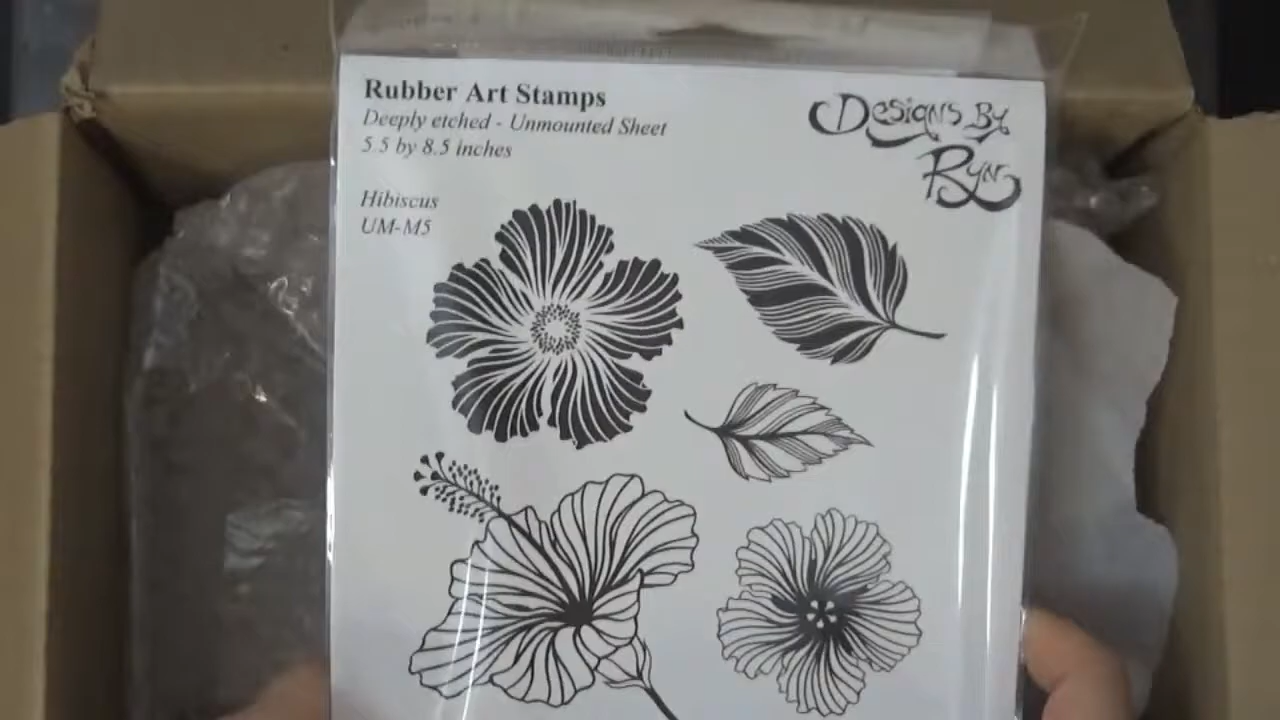 Rubber Art Stamps
Deeply etched - Unmounted Sheet
5.5 by 8.5 inches
Hibiscus
UM-M5
Designs By
Ryn